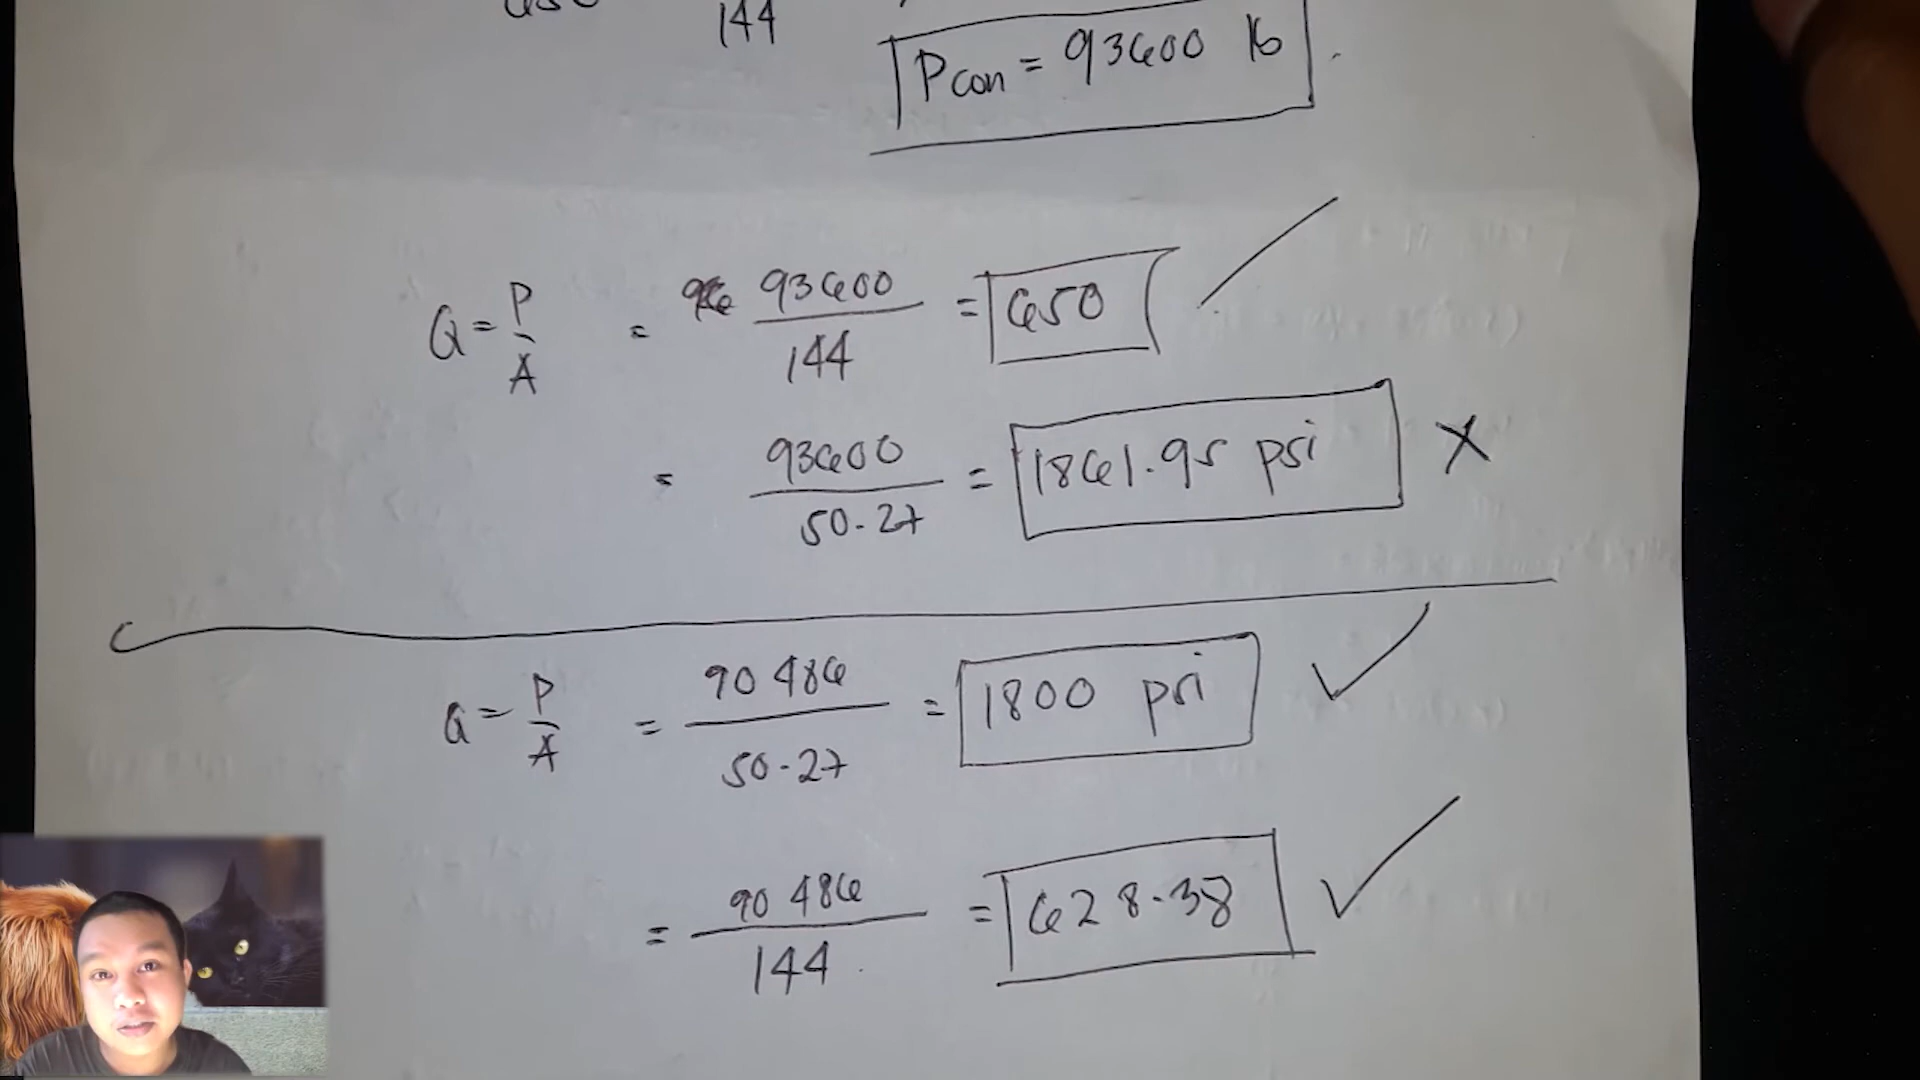 144
Pcon = 93600 lb
Q = P/A = 93600/144 = 650
= 93600/50.27 = 1861.95 psi X
Q = P/A = 90486/50.27 = 1800 psi ✓
= 90486/144 = 628.38 ✓